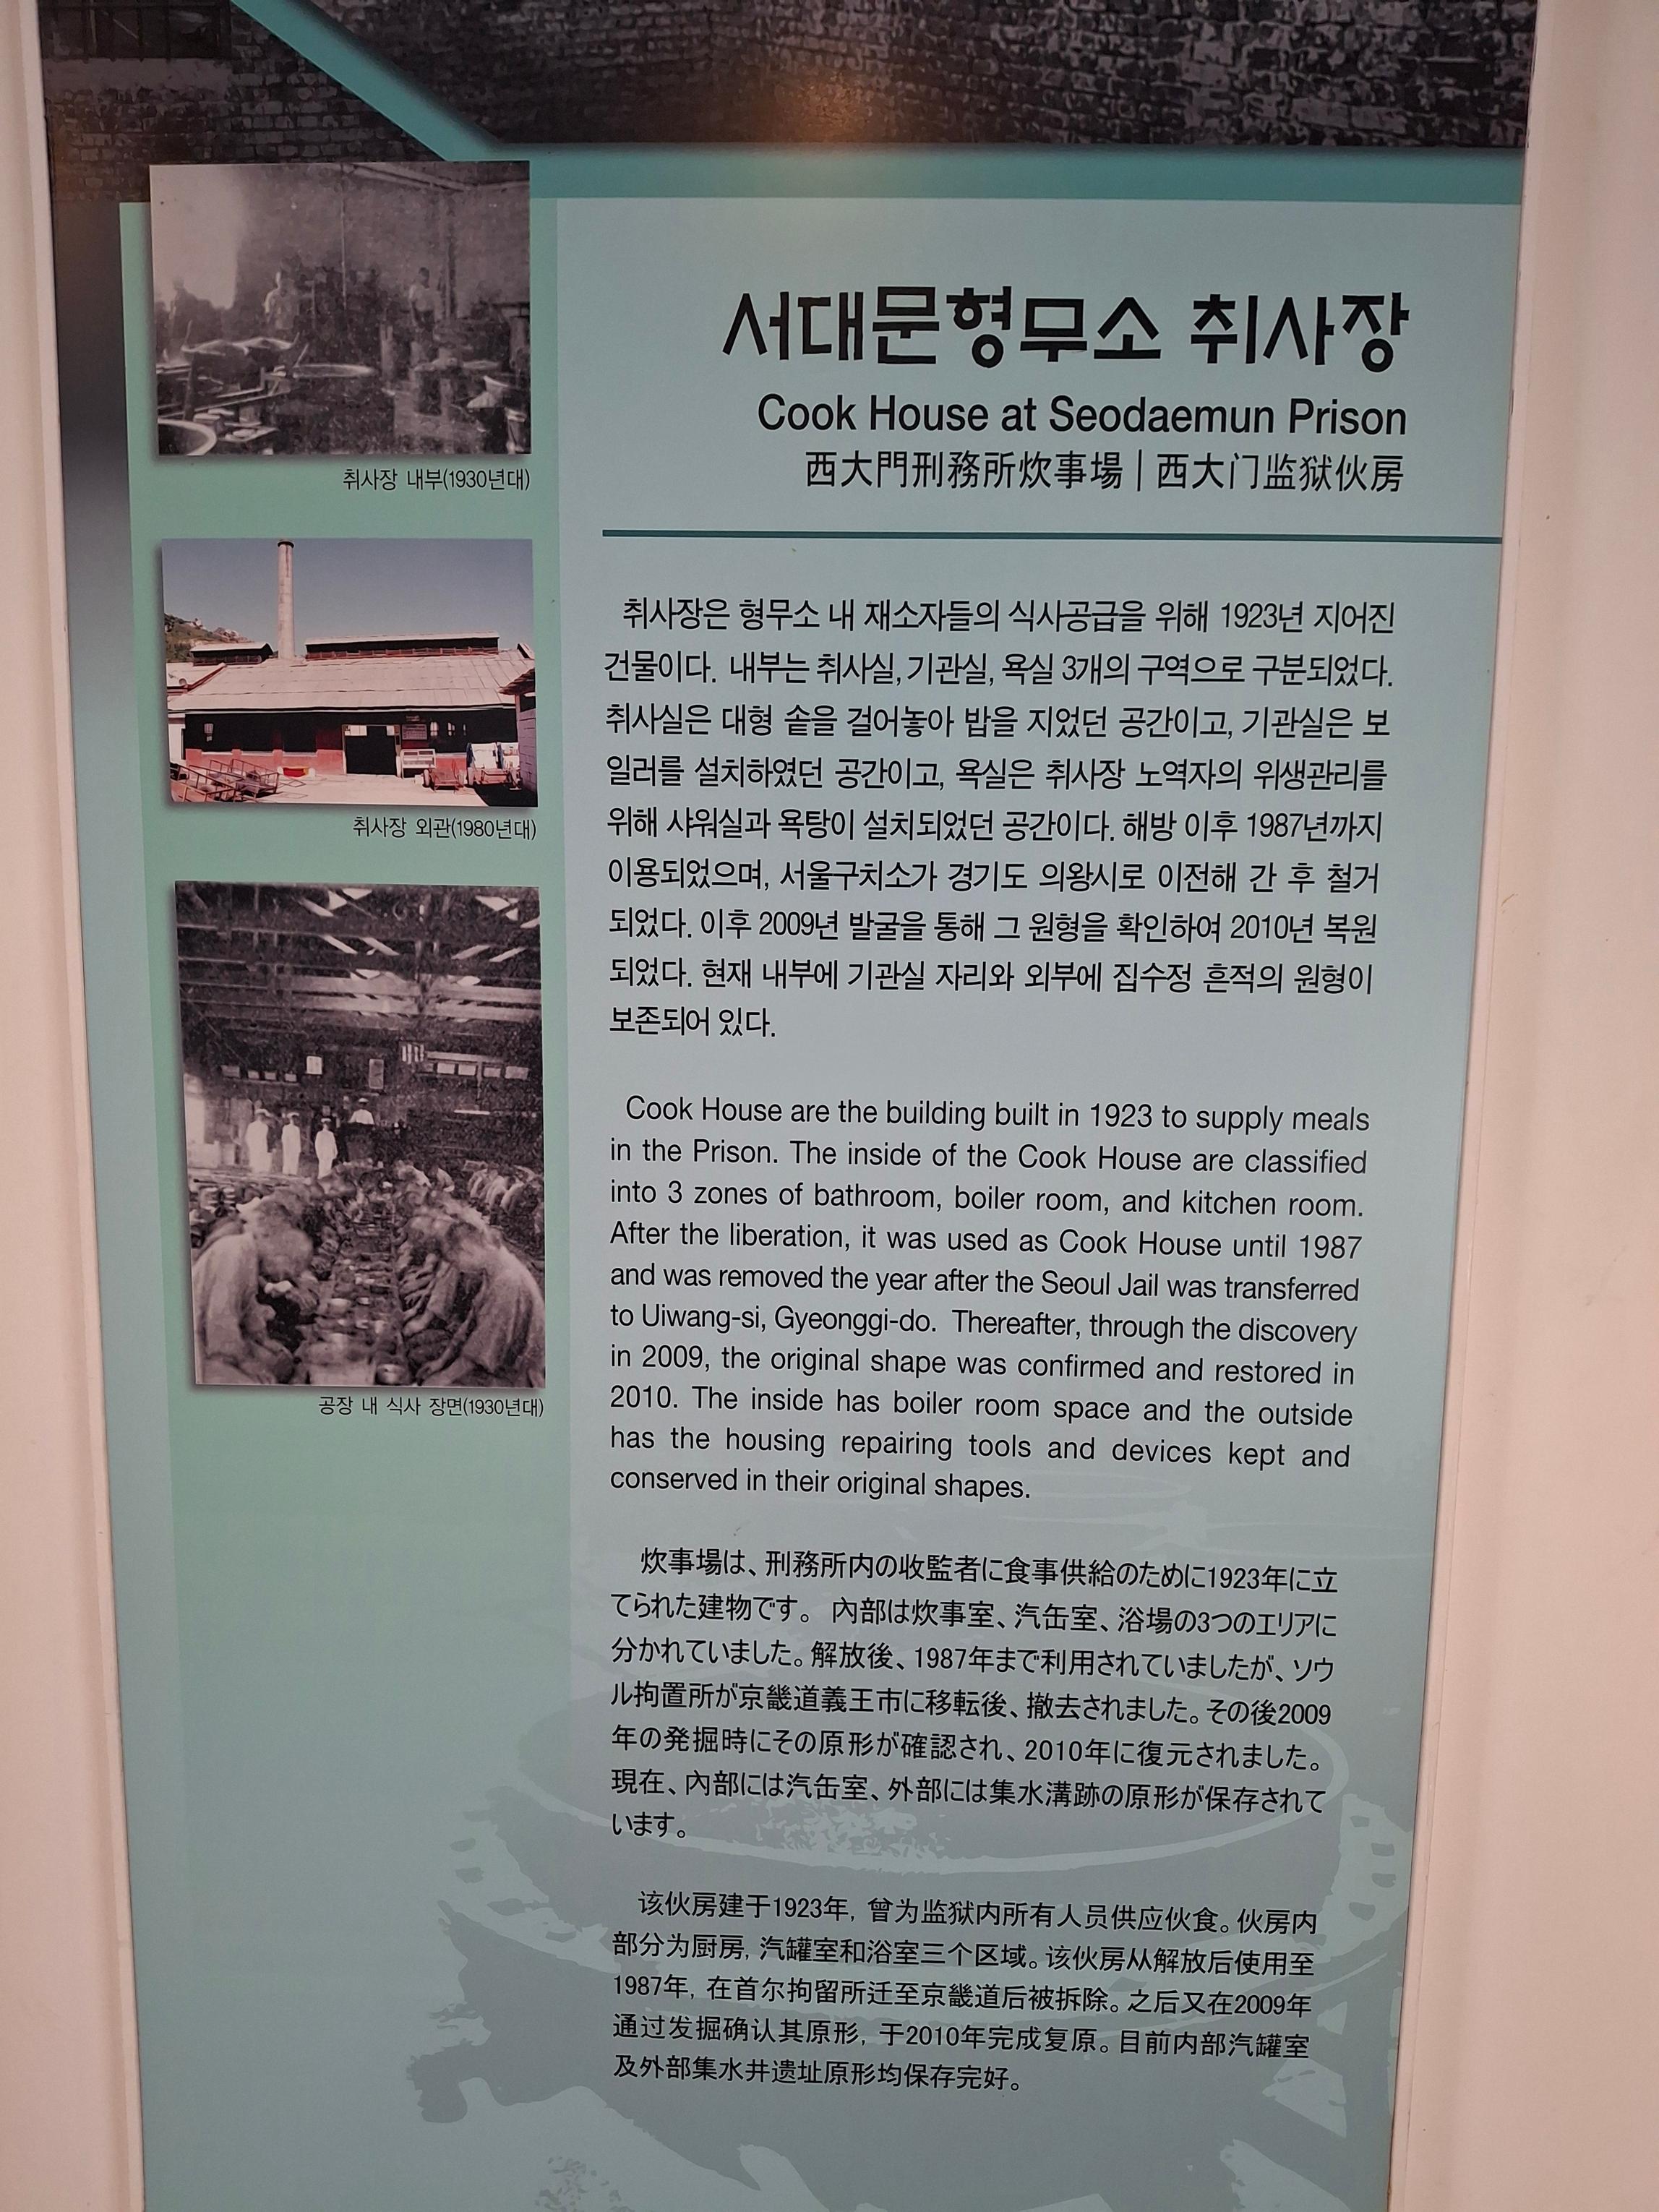 서대문형무소 취사장
Cook House at Seodaemun Prison
西大門刑務所炊事場 | 西大门监狱伙房
취사장 내부(1930년대)
취사장 외관(1980년대)
공장 내 식사 장면(1930년대)
취사장은 형무소 내 재소자들의 식사공급을 위해 1923년 지어진
건물이다. 내부는 취사실, 기관실, 욕실 3개의 구역으로 구분되었다.
취사실은 대형 솥을 걸어놓아 밥을 지었던 공간이고, 기관실은 보
일러를 설치하였던 공간이고, 욕실은 취사장 노역자의 위생관리를
위해 샤워실과 욕탕이 설치되었던 공간이다. 해방 이후 1987년까지
이용되었으며, 서울구치소가 경기도 의왕시로 이전해 간 후 철거
되었다. 이후 2009년 발굴을 통해 그 원형을 확인하여 2010년 복원
되었다. 현재 내부에 기관실 자리와 외부에 집수정 흔적의 원형이
보존되어 있다.
Cook House are the building built in 1923 to supply meals
in the Prison. The inside of the Cook House are classified
into 3 zones of bathroom, boiler room, and kitchen room.
After the liberation, it was used as Cook House until 1987
and was removed the year after the Seoul Jail was transferred
to Uiwang-si, Gyeonggi-do. Thereafter, through the discovery
in 2009, the original shape was confirmed and restored in
2010. The inside has boiler room space and the outside
has the housing repairing tools and devices kept and
conserved in their original shapes.
炊事場は、刑務所内の収監者に食事供給のために1923年に立
てられた建物です。 內部は炊事室、汽缶室、浴場の3つのエリアに
分かれていました。解放後、1987年まで利用されていましたが、ソウ
ル拘置所が京畿道義王市に移転後、撤去されました。その後2009
年の発掘時にその原形が確認され、2010年に復元されました。
現在、內部には汽缶室、外部には集水溝跡の原形が保存されて
います。
该伙房建于1923年, 曾为监狱内所有人员供应伙食。伙房内
部分为厨房, 汽罐室和浴室三个区域。该伙房从解放后使用至
1987年, 在首尔拘留所迁至京畿道后被拆除。之后又在2009年
通过发掘确认其原形, 于2010年完成复原。目前内部汽罐室
及外部集水井遗址原形均保存完好。